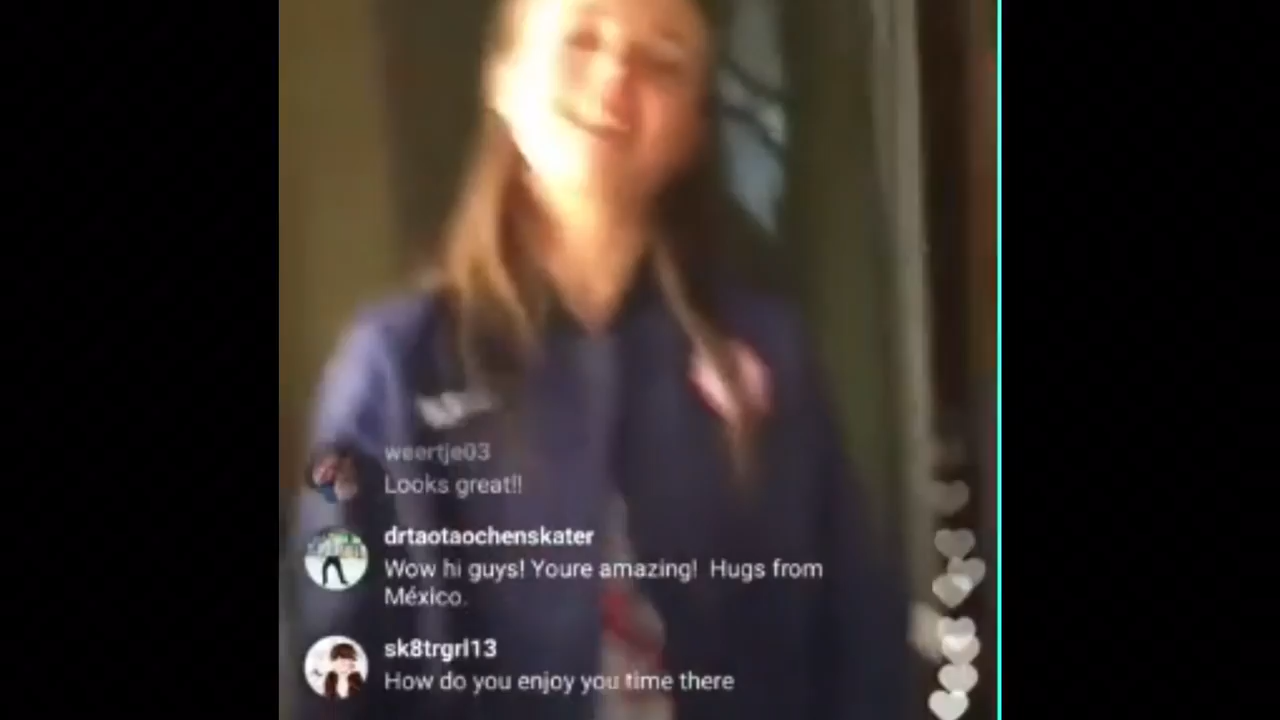 weertje03
Looks great!!
drtaotaochenskater
Wow hi guys! Youre amazing!  Hugs from
México.
sk8trgrl13
How do you enjoy you time there